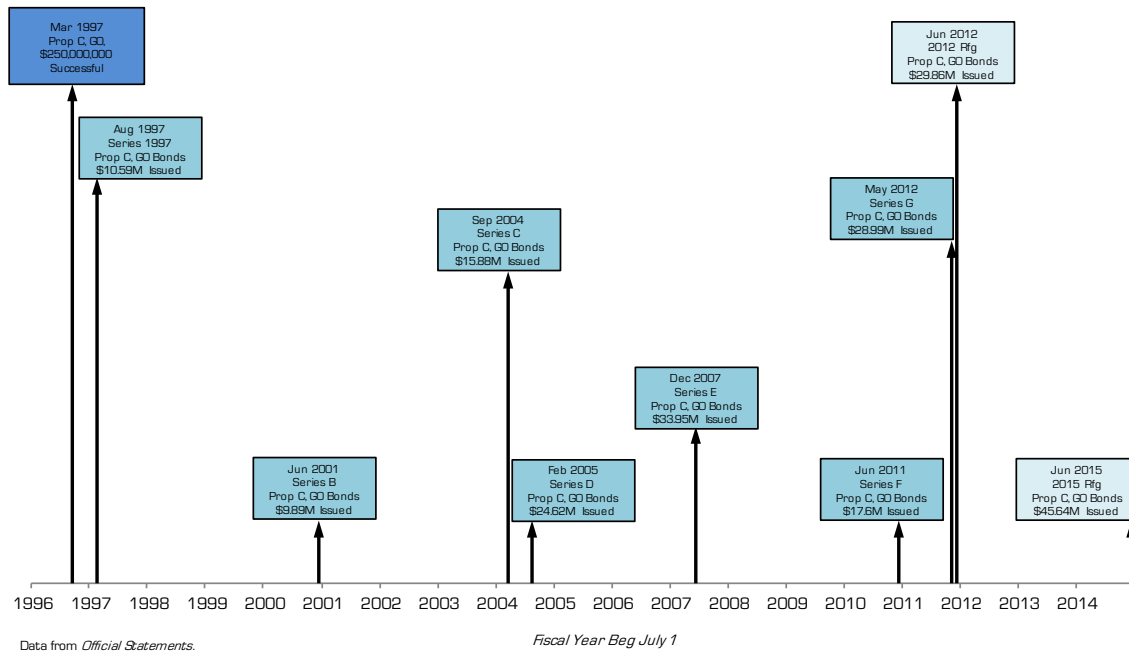 Mar 1997
Prop C, GO,
$250,000,000
Successful
Aug 1997
Series 1997
Prop C, GO Bonds
$10.59M Issued
Jun 2001
Series B
Prop C, GO Bonds
$9.89M Issued
Sep 2004
Series C
Prop C, GO Bonds
$15.88M Issued
Feb 2005
Series D
Prop C, GO Bonds
$24.62M Issued
Dec 2007
Series E
Prop C, GO Bonds
$33.95M Issued
Jun 2011
Series F
Prop C, GO Bonds
$17.6M Issued
May 2012
Series G
Prop C, GO Bonds
$28.99M Issued
Jun 2012
2012 Rfg
Prop C, GO Bonds
$29.86M Issued
Jun 2015
2015 Rfg
Prop C, GO Bonds
$45.64M Issued
1996 1997 1998 1999 2000 2001 2002 2003 2004 2005 2006 2007 2008 2009 2010 2011 2012 2013 2014
Fiscal Year Beg July 1
Data from Official Statements.